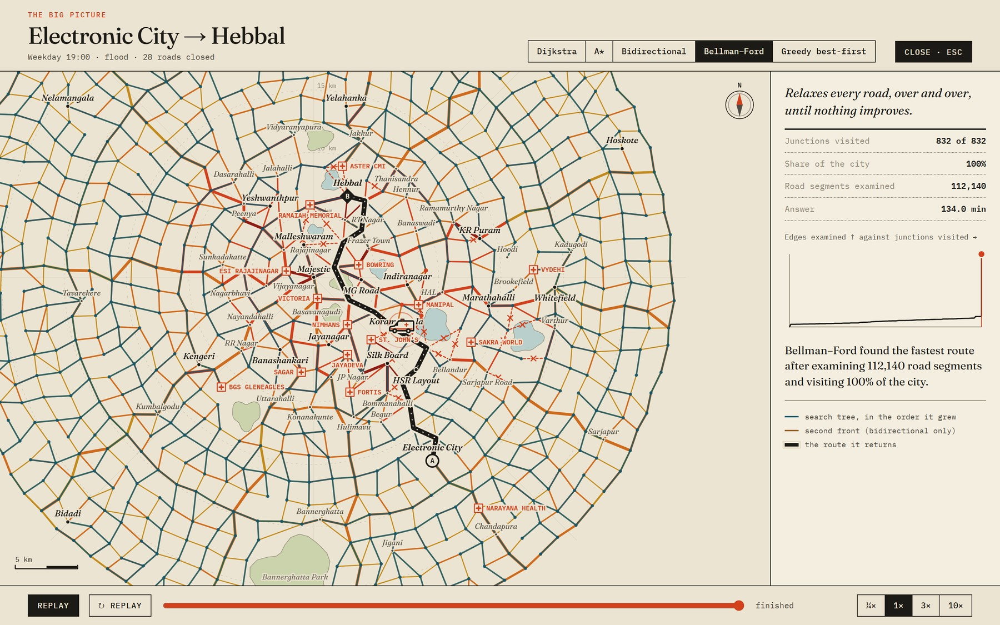 THE BIG PICTURE
Electronic City → Hebbal
Weekday 19:00 · flood · 28 roads closed
Dijkstra
A★
Bidirectional
Bellman–Ford
Greedy best-first
CLOSE · ESC
15 km
N
Nelamangala
Yelahanka
Vidyaranyapura
Jakkur
Hoskote
10 km
Jalahalli
ASTER CMI
Dasarahalli
Thanisandra
Hebbal
Hennur
B
Yeshwanthpur
Peenya
RAMAIAH MEMORIAL
RT Nagar
Ramamurthy Nagar
Banaswadi
KR Puram
Malleshwaram
Frazer Town
Rajajinagar
Hoodi
Kadugodi
Sunkadakatte
ESI RAJAJINAGAR
Majestic
BOWRING
VYDEHI
Indiranagar
Brookefield
Vijayanagar
MG Road
HAL
Tavarekere
Nagarbhavi
VICTORIA
Marathahalli
Whitefield
MANIPAL
Basavanagudi
Nayandahalli
NIMHANS
Koram
la
Varthur
Jayanagar
ST. JOHN'S
SAKRA WORLD
RR Nagar
Kengeri
Banashankari
Silk Board
JAYADEVA
Bellandur
SAGAR
JP Nagar
HSR Layout
Sarjapur Road
BGS GLENEAGLES
FORTIS
Uttarahalli
Bommanahalli
Kumbalgodu
Konanakunte
Begur
Hulimavu
Sarjapur
Electronic City
A
Bidadi
Bannerghatta
NARAYANA HEALTH
Chandapura
Jigani
5 km
Bannerghatta Park
Relaxes every road, over and over,
until nothing improves.
Junctions visited 832 of 832
Share of the city 100%
Road segments examined 112,140
Answer 134.0 min
Edges examined ↑ against junctions visited →
Bellman–Ford found the fastest route
after examining 112,140 road segments
and visiting 100% of the city.
search tree, in the order it grew
second front (bidirectional only)
the route it returns
REPLAY
↻ REPLAY
finished
¼×
1×
3×
10×